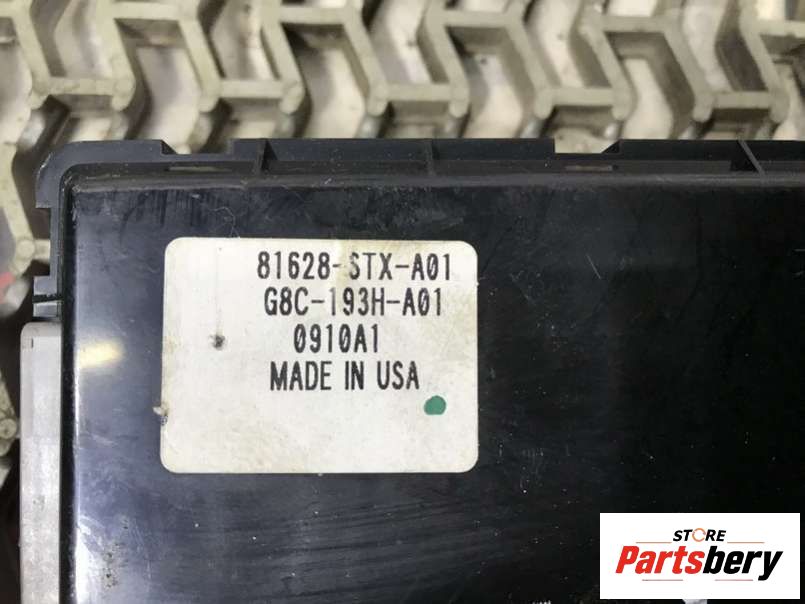 81628-STX-A01
G8C-193H-A01
0910A1
MADE IN USA
STORE
Partsbery